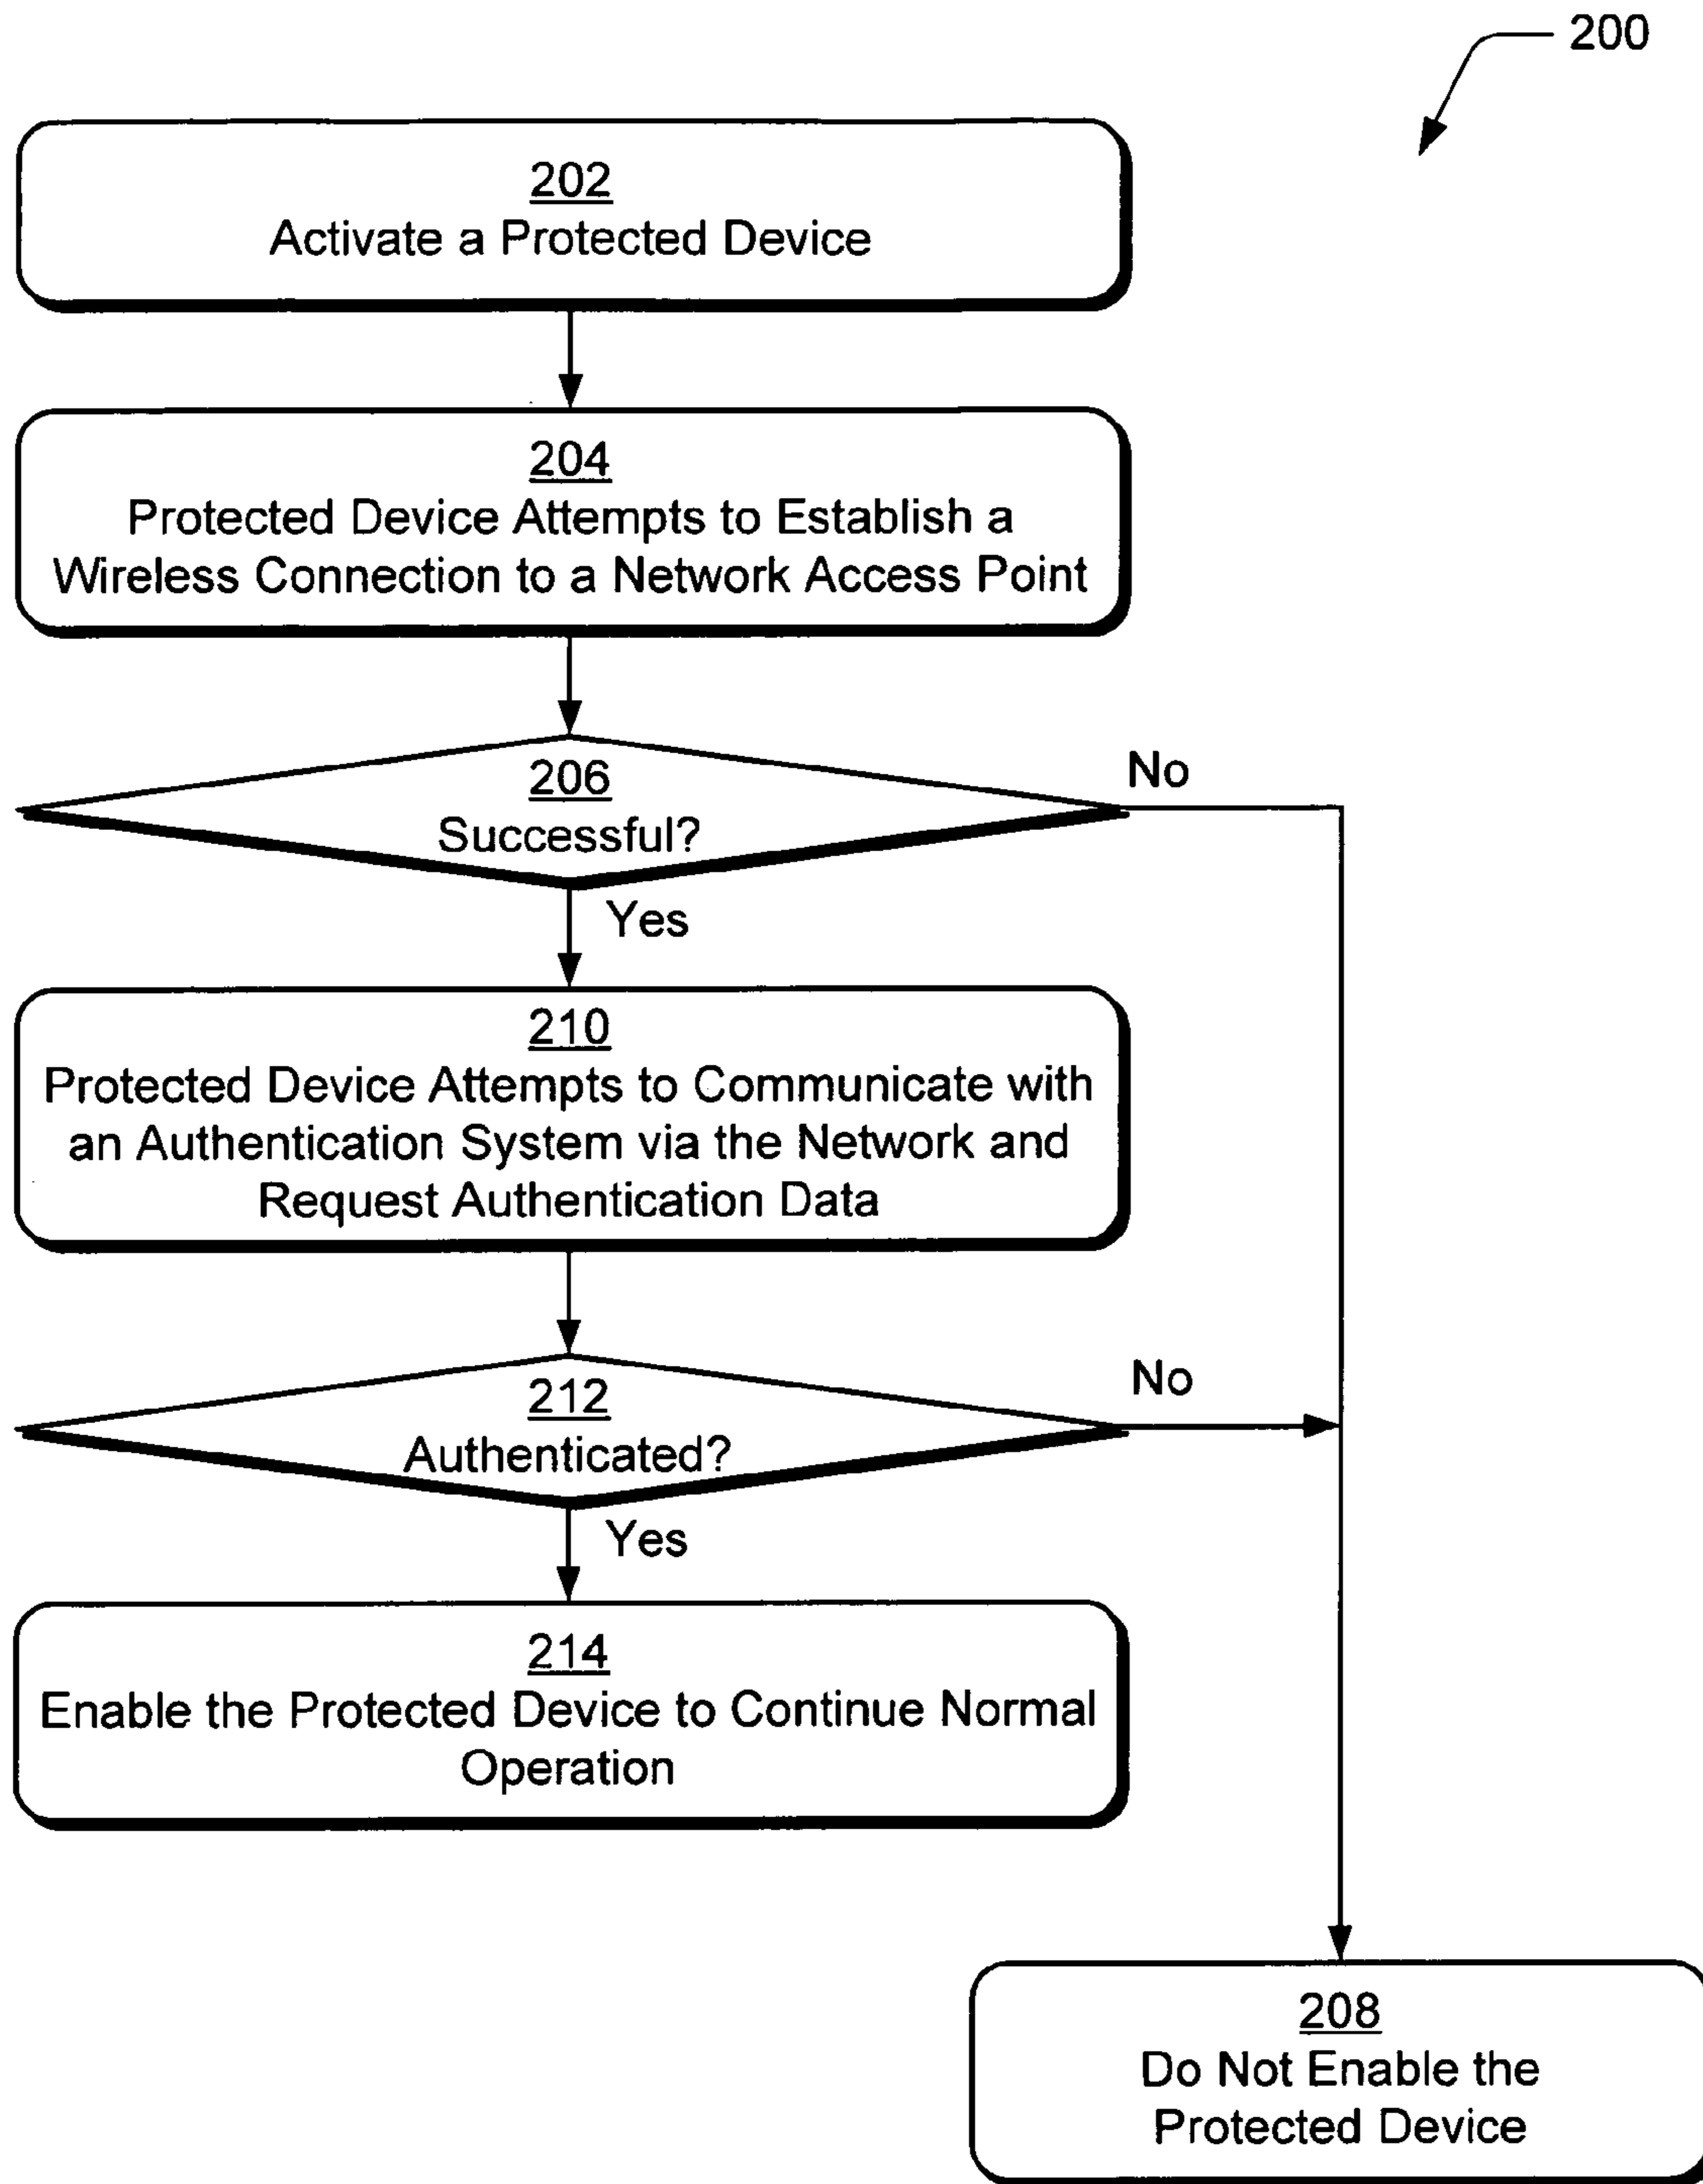 200
202
Activate a Protected Device
204
Protected Device Attempts to Establish a
Wireless Connection to a Network Access Point
206
Successful?
No
Yes
210
Protected Device Attempts to Communicate with
an Authentication System via the Network and
Request Authentication Data
212
Authenticated?
No
Yes
214
Enable the Protected Device to Continue Normal
Operation
208
Do Not Enable the
Protected Device